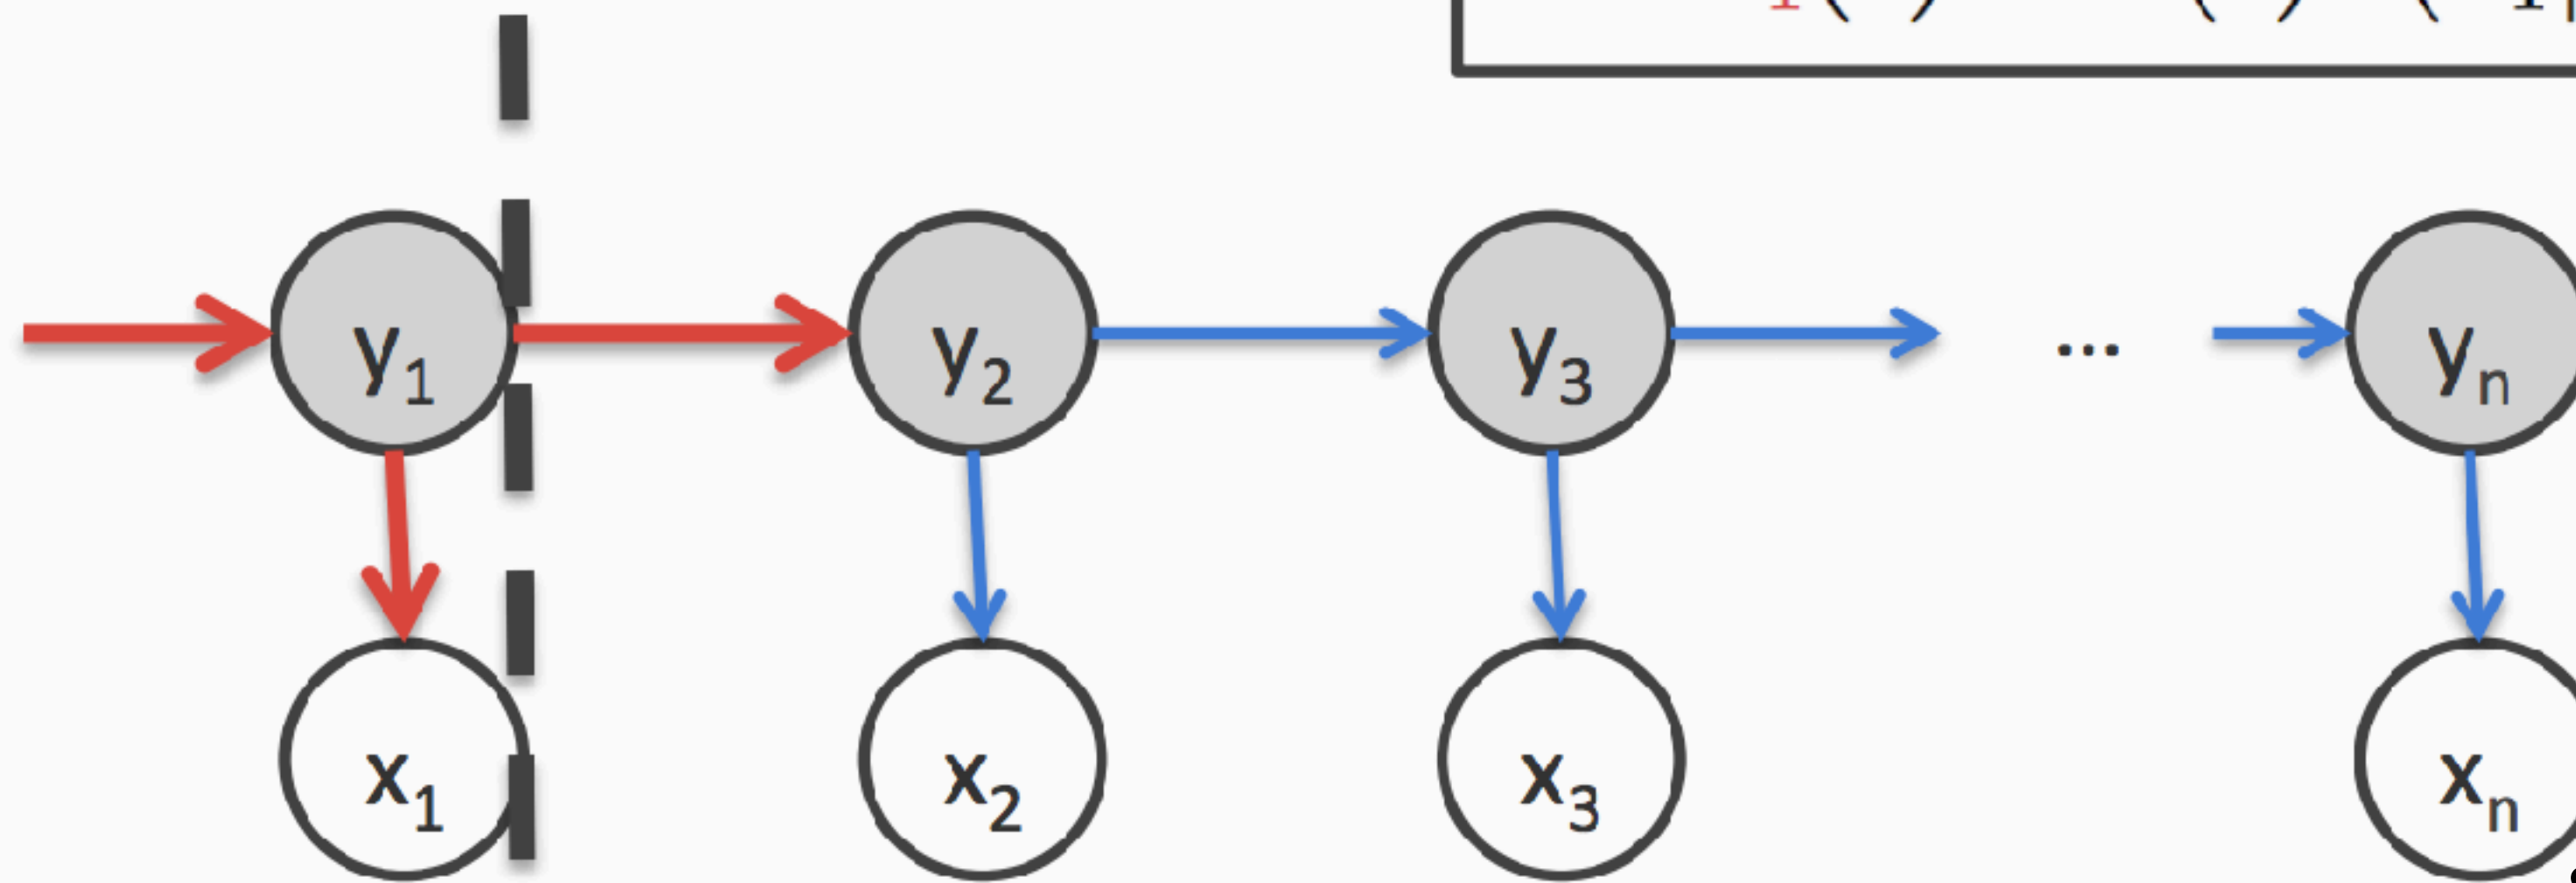 y₁ y₂ y₃ ... yₙ
x₁ x₂ x₃ xₙ